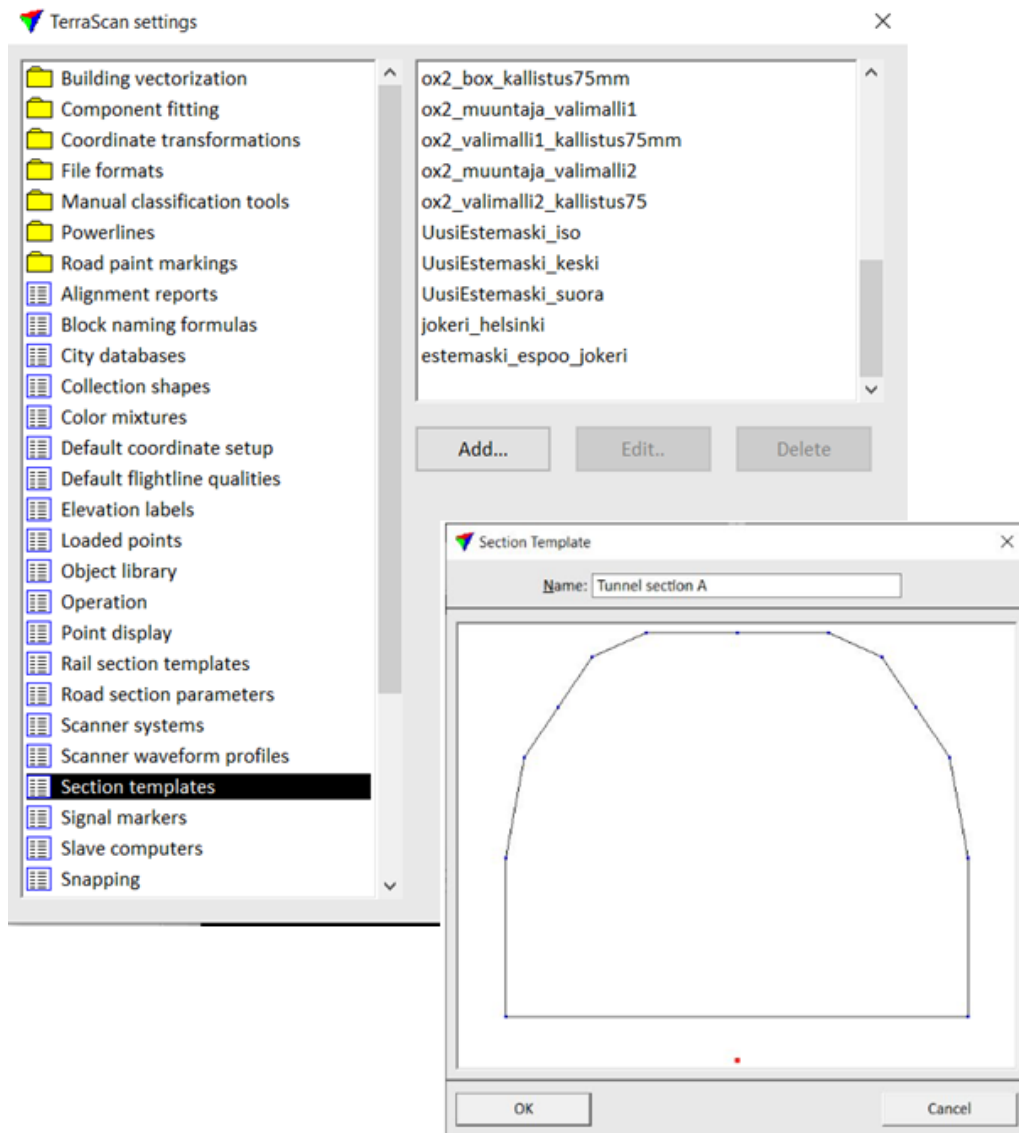 TerraScan settings
Building vectorization
Component fitting
Coordinate transformations
File formats
Manual classification tools
Powerlines
Road paint markings
Alignment reports
Block naming formulas
City databases
Collection shapes
Color mixtures
Default coordinate setup
Default flightline qualities
Elevation labels
Loaded points
Object library
Operation
Point display
Rail section templates
Road section parameters
Scanner systems
Scanner waveform profiles
Section templates
Signal markers
Slave computers
Snapping
ox2_box_kallistus75mm
ox2_muuntaja_valimalli1
ox2_valimalli1_kallistus75mm
ox2_muuntaja_valimalli2
ox2_valimalli2_kallistus75
UusiEstemaski_iso
UusiEstemaski_keski
UusiEstemaski_suora
jokeri_helsinki
estemaski_espoo_jokeri
Add... Edit.. Delete
Section Template
Name: Tunnel section A
OK Cancel